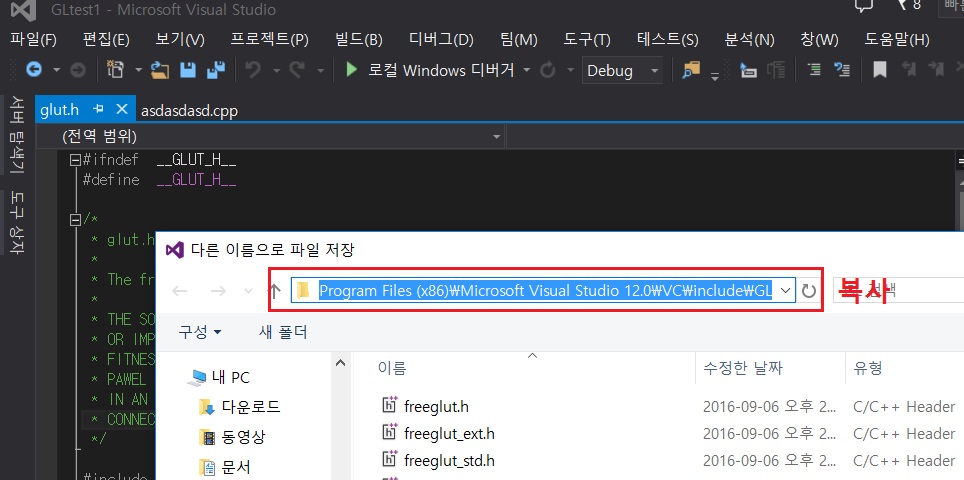 GLtest1 - Microsoft Visual Studio
8
파일(F) 편집(E) 보기(V) 프로젝트(P) 빌드(B) 디버그(D) 팀(M) 도구(T) 테스트(S) 분석(N) 창(W) 도움말(H)
로컬 Windows 디버거 Debug
서버 탐색기
도구 상자
glut.h asdasdasd.cpp
(전역 범위)
#ifndef __GLUT_H__
#define __GLUT_H__
/*
* glut.h
*
* The fr
*
* THE SO
* OR IMP
* FITNES
* PAWEL
* IN AN
* CONNEC
*/
#include
다른 이름으로 파일 저장
Program Files (x86)₩Microsoft Visual Studio 12.0₩VC₩include₩GL
복사
검색
구성 새 폴더
이름 수정한 날짜 유형
내 PC
다운로드
동영상
문서
freeglut.h 2016-09-06 오후 2... C/C++ Header
freeglut_ext.h 2016-09-06 오후 2... C/C++ Header
freeglut_std.h 2016-09-06 오후 2... C/C++ Header